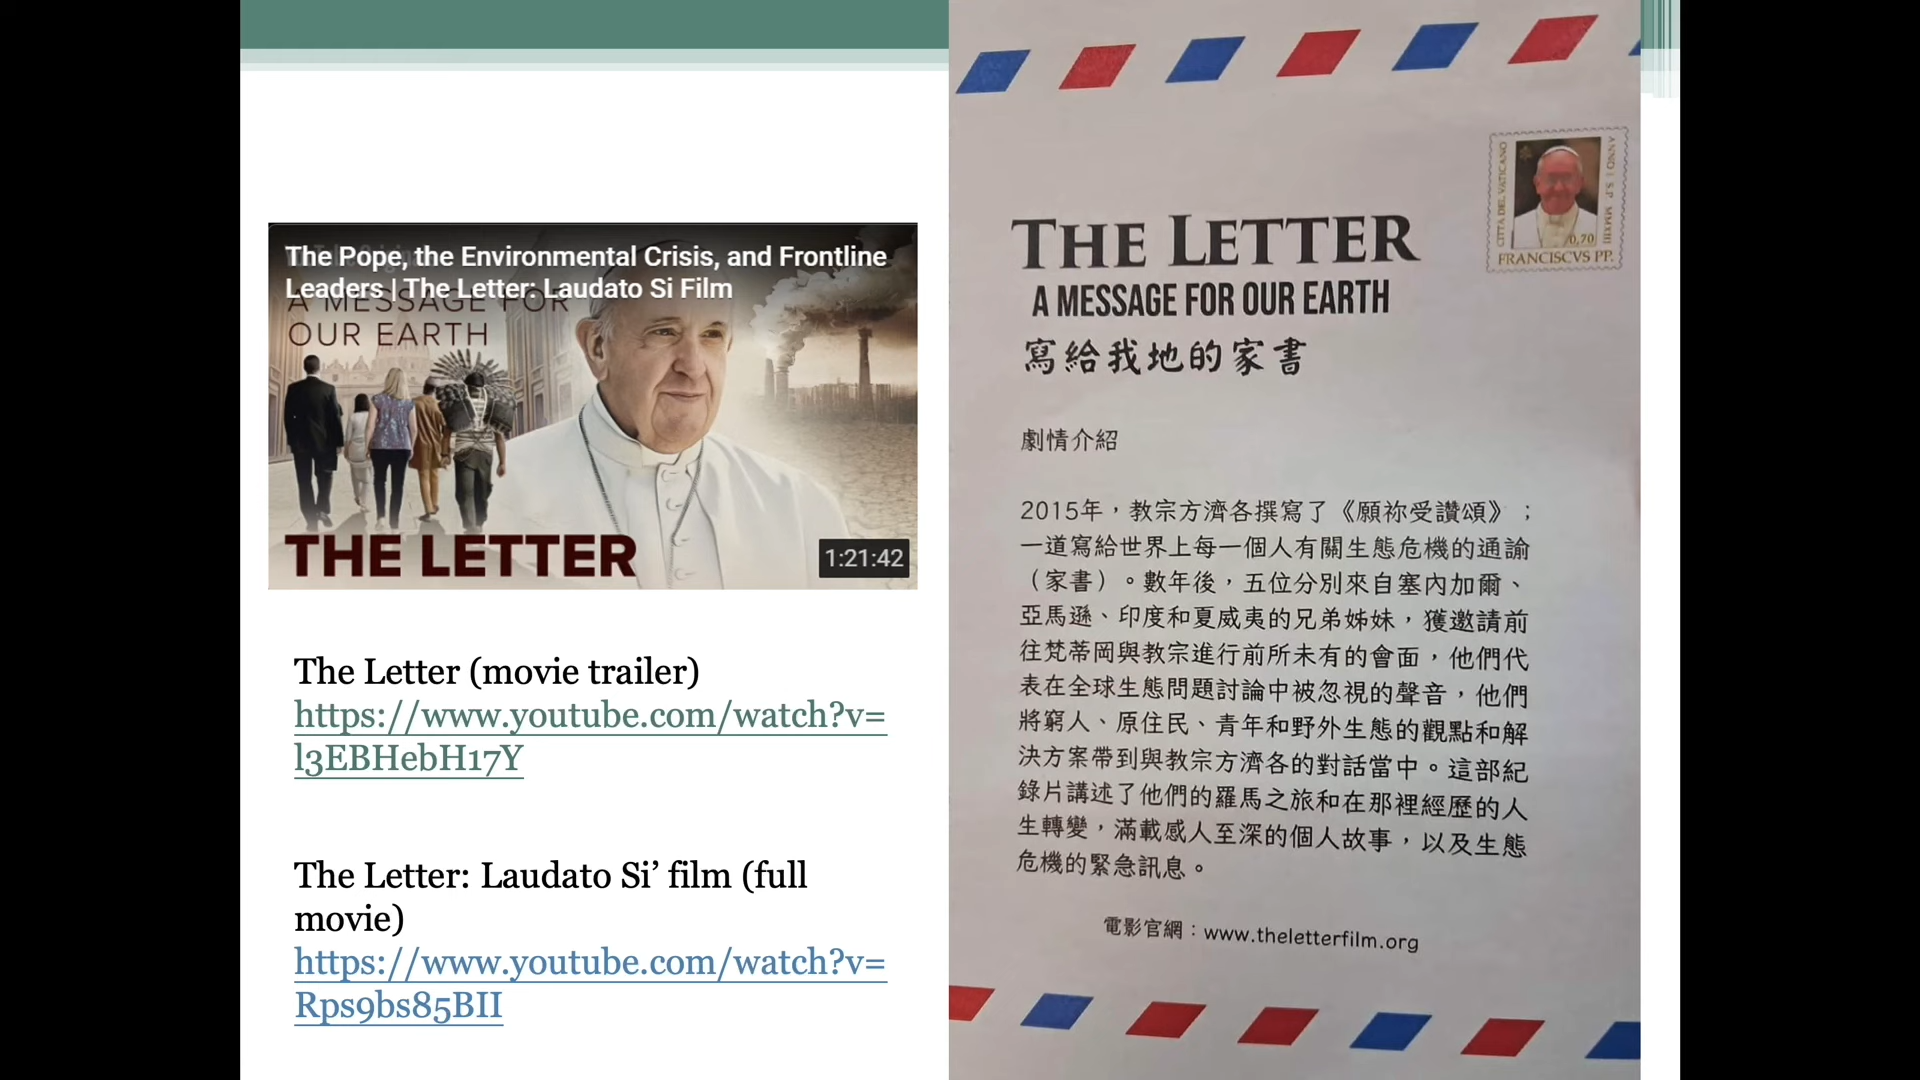 The Pope, the Environmental Crisis, and Frontline
Leaders | The Letter: Laudato Si Film
A MESSAGE FOR
OUR EARTH
THE LETTER
1:21:42
The Letter (movie trailer)
https://www.youtube.com/watch?v=
l3EBHebH17Y
The Letter: Laudato Si’ film (full
movie)
https://www.youtube.com/watch?v=
Rps9bs85BII
CITTÀ DEL VATICANO
ANNO I S.P. MMXIII
0,70
FRANCISCVS PP.
THE LETTER
A MESSAGE FOR OUR EARTH
寫給我地的家書
劇情介紹
2015年，教宗方濟各撰寫了《願祢受讚頌》；
一道寫給世界上每一個人有關生態危機的通諭
（家書）。數年後，五位分別來自塞內加爾、
亞馬遜、印度和夏威夷的兄弟姊妹，獲邀請前
往梵蒂岡與教宗進行前所未有的會面，他們代
表在全球生態問題討論中被忽視的聲音，他們
將窮人、原住民、青年和野外生態的觀點和解
決方案帶到與教宗方濟各的對話當中。這部紀
錄片講述了他們的羅馬之旅和在那裡經歷的人
生轉變，滿載感人至深的個人故事，以及生態
危機的緊急訊息。
電影官網：www.theletterfilm.org